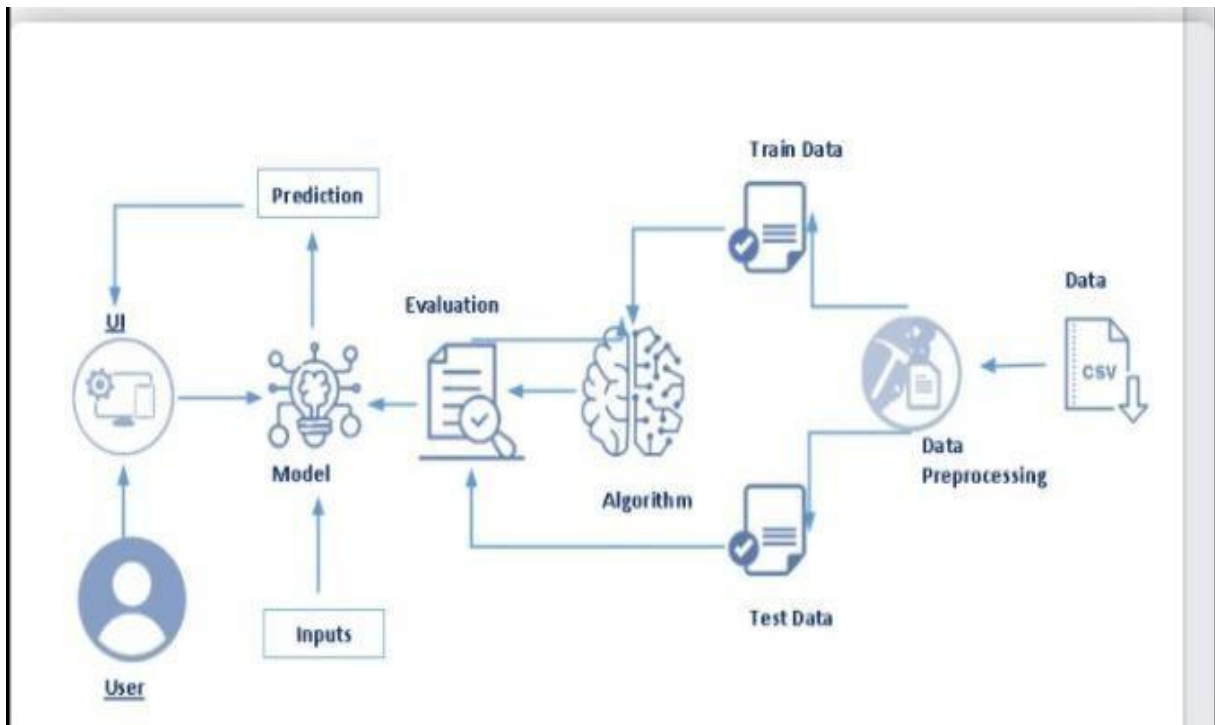 Train Data
Prediction
Data
Evaluation
UI
CSV
Data
Preprocessing
Model
Algorithm
Test Data
Inputs
User